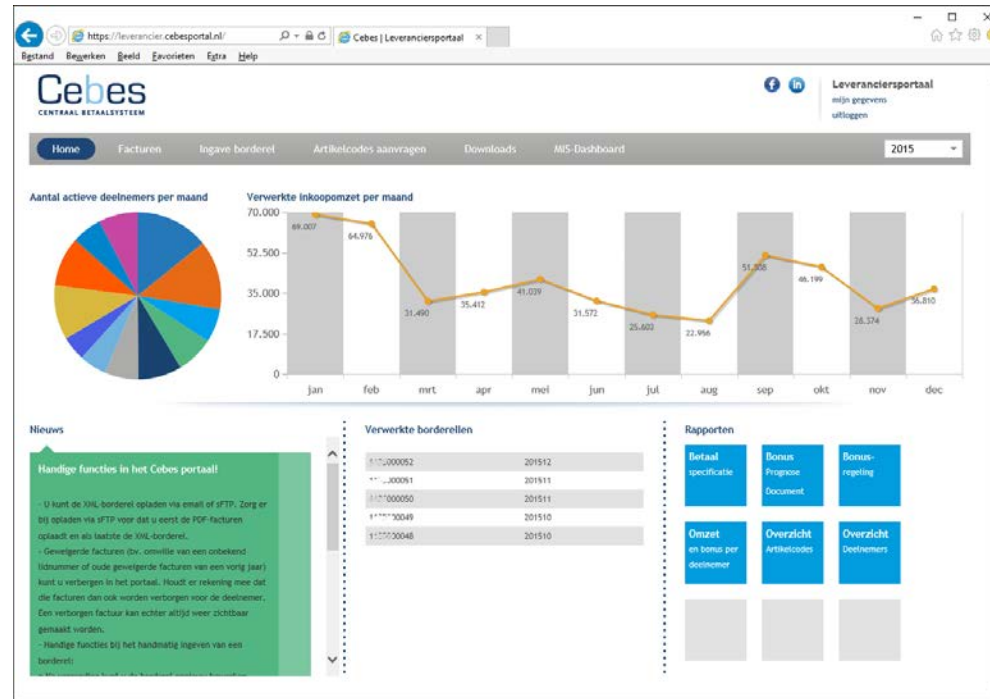 https://leverancier.cebesportal.nl/
Cebes | Leveranciersportaal
Bestand Bewerken Beeld Favorieten Extra Help
Cebes
CENTRAAL BETAALSYSTEEM
Leveranciersportaal
mijn gegevens
uitloggen
Home Facturen Ingave borderel Artikelcodes aanvragen Downloads MIS-Dashboard 2015
Aantal actieve deelnemers per maand
Verwerkte inkoopomzet per maand
70.000
52.500
35.000
17.500
0
69.007
64.976
31.490
35.412
41.039
31.572
25.602
22.956
46.199
36.810
jan feb mrt apr mei jun jul aug sep okt nov dec
Nieuws
Handige functies in het Cebes portaal!
- U kunt de XML-borderel opladen via email of sFTP. Zorg er
bij opladen via sFTP voor dat u eerst de PDF-facturen
oplaadt en als laatste de XML-borderel.
- Geweigerde facturen (bv. omwille van een onbekend
lidnummer of oude geweigerde facturen van een vorig jaar)
kunt u verbergen in het portaal. Houdt er rekening mee dat
die facturen dan ook worden verborgen voor de deelnemer.
Een verborgen factuur kan echter altijd weer zichtbaar
gemaakt worden.
- Handige functies bij het handmatig ingeven van een
borderel:
Verwerkte borderellen
201512
201511
201511
201510
201510
Rapporten
Betaal
specificatie
Bonus
Prognose
Document
Bonus-
regeling
Omzet
en bonus per
deelnemer
Overzicht
Artikelcodes
Overzicht
Deelnemers